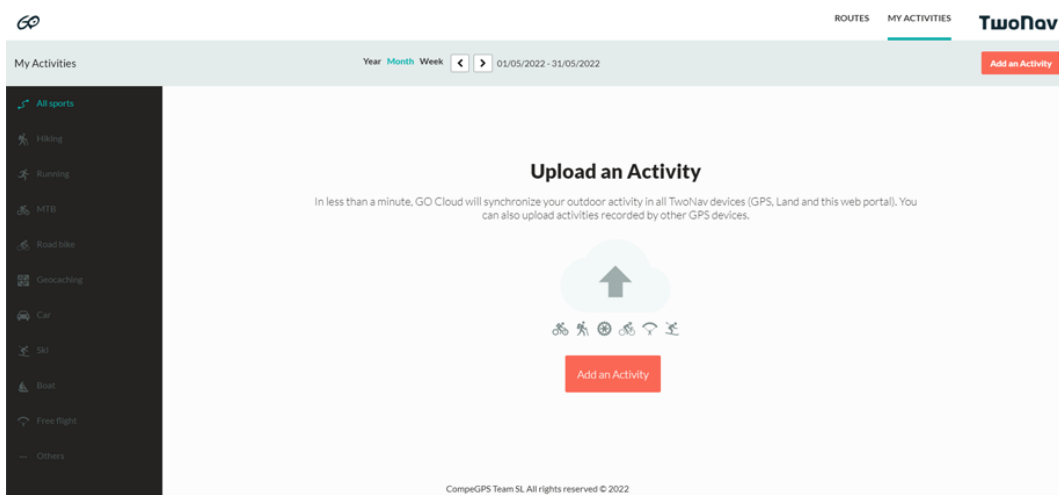 GO
ROUTES MY ACTIVITIES TwoNav
My Activities
Year Month Week 01/05/2022 - 31/05/2022
Add an Activity
All sports
Hiking
Running
MTB
Road bike
Geocaching
Car
Ski
Boat
Free flight
Others
Upload an Activity
In less than a minute, GO Cloud will synchronize your outdoor activity in all TwoNav devices (GPS, Land and this web portal). You
can also upload activities recorded by other GPS devices.
Add an Activity
CompeGPS Team SL All rights reserved © 2022